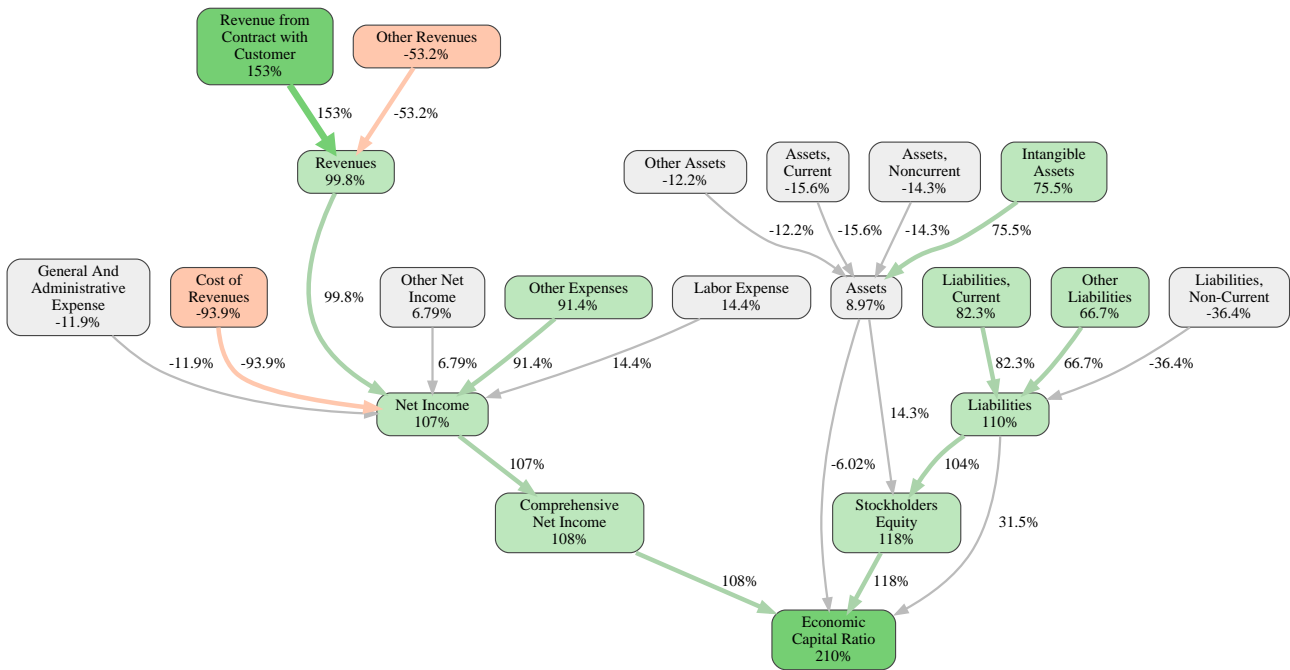 Revenue from
Contract with
Customer
153%
Other Revenues
-53.2%
153%
-53.2%
Revenues
99.8%
Other Assets
-12.2%
Assets,
Current
-15.6%
Assets,
Noncurrent
-14.3%
Intangible
Assets
75.5%
-12.2%
-15.6%
-14.3%
75.5%
General And
Administrative
Expense
-11.9%
Cost of
Revenues
-93.9%
99.8%
Other Net
Income
6.79%
Other Expenses
91.4%
Labor Expense
14.4%
Assets
8.97%
Liabilities,
Current
82.3%
Other
Liabilities
66.7%
Liabilities,
Non-Current
-36.4%
-11.9%
-93.9%
6.79%
91.4%
14.4%
82.3%
66.7%
-36.4%
Net Income
107%
14.3%
Liabilities
110%
107%
-6.02%
104%
Comprehensive
Net Income
108%
Stockholders
Equity
118%
31.5%
108%
118%
Economic
Capital Ratio
210%